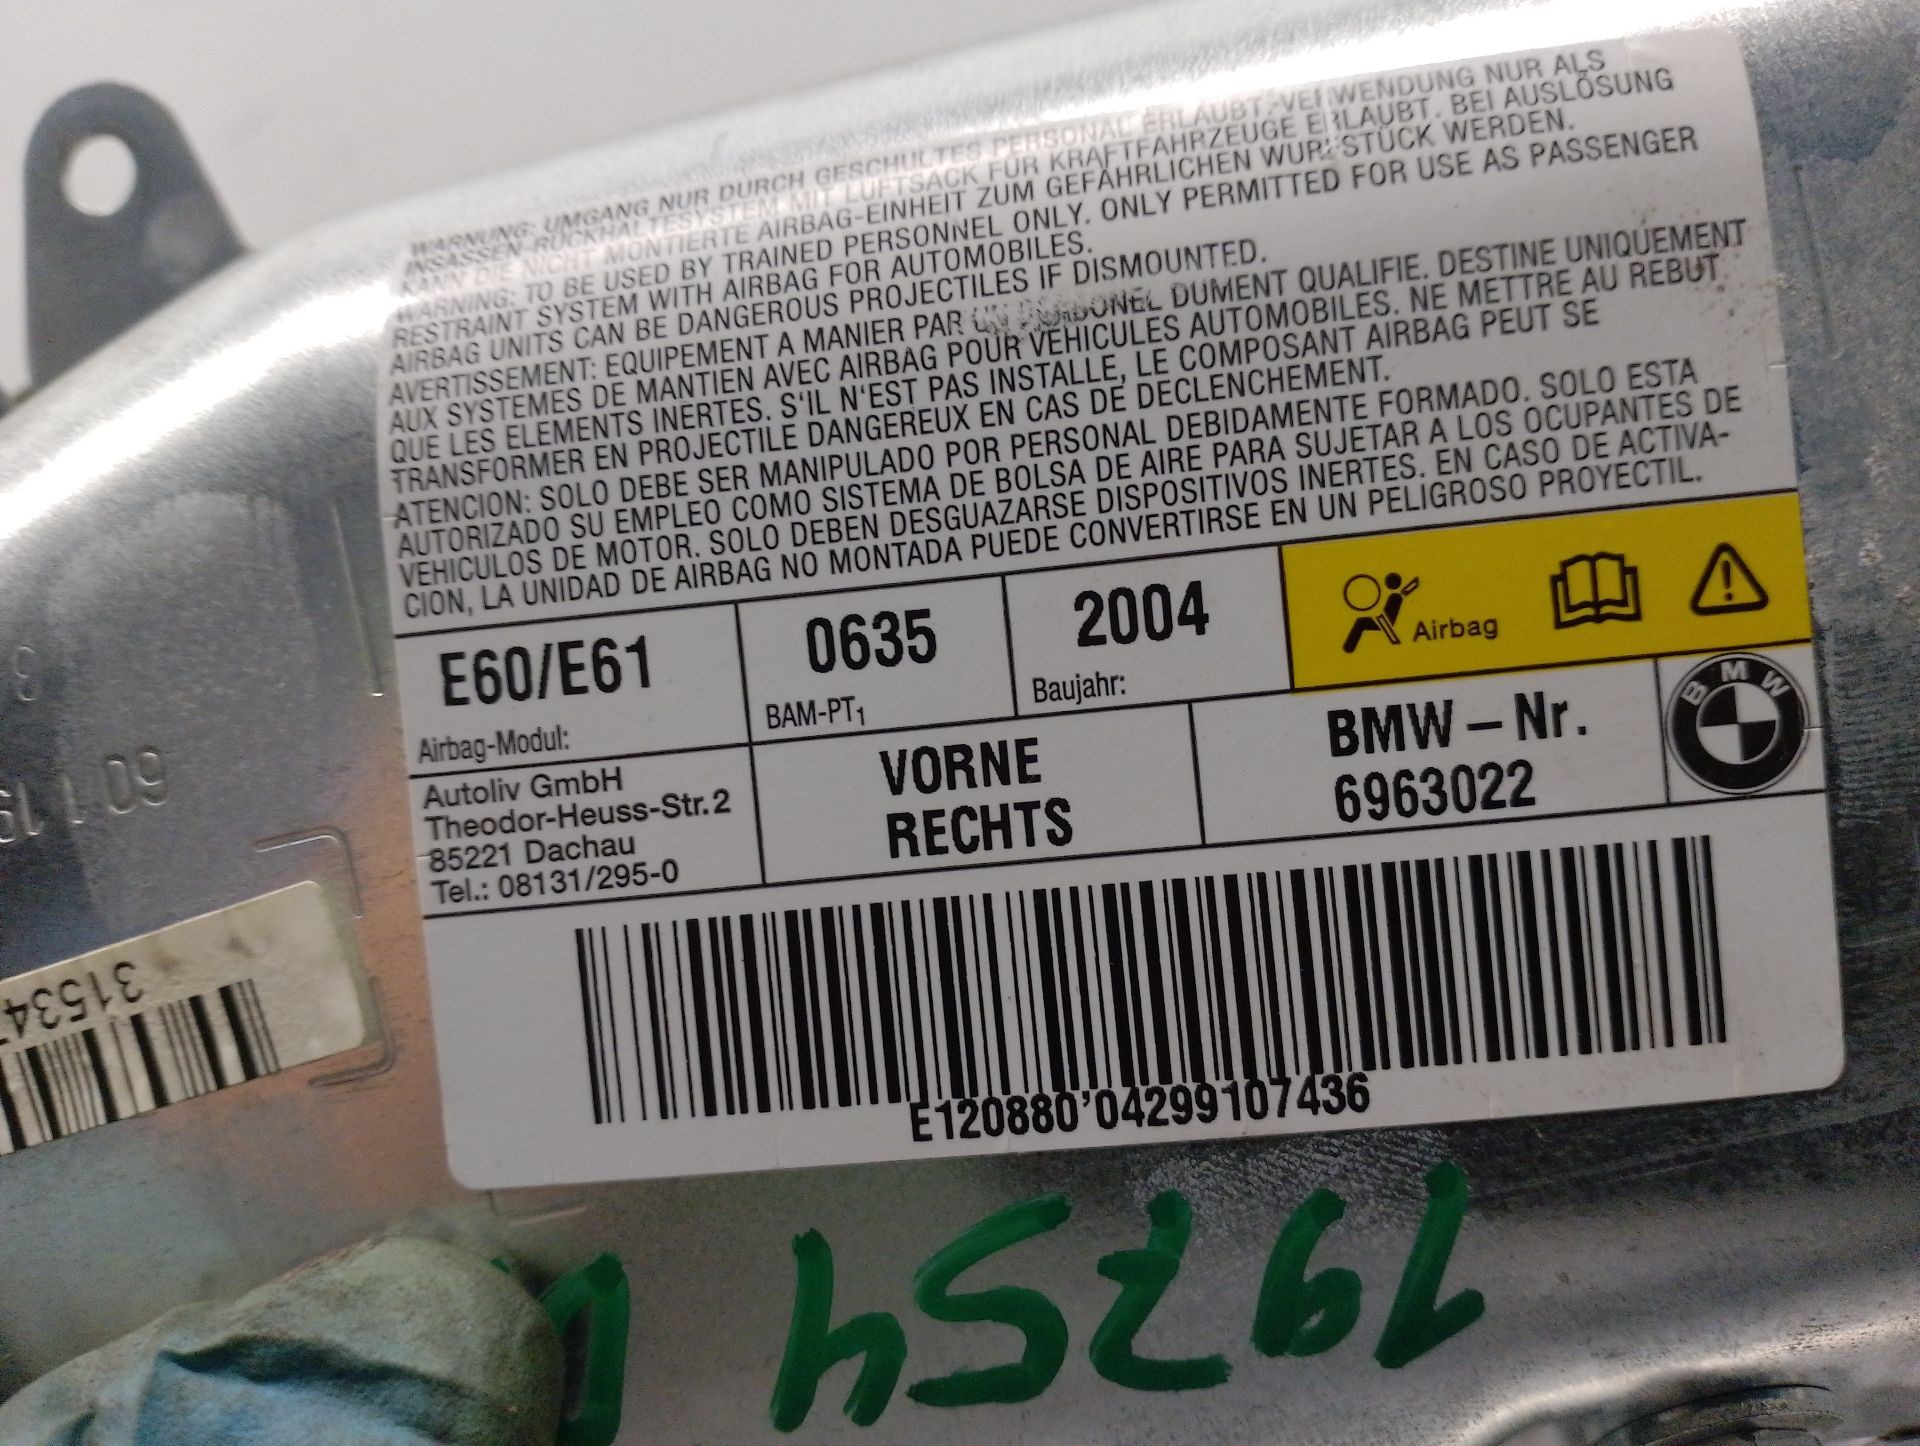 WARNUNG: UMGANG NUR DURCH GESCHULTES PERSONAL ERLAUBT. VERWENDUNG NUR ALS
INSASSEN-RÜCKHALTESYSTEM MIT LUFTSACK FÜR KRAFTFAHRZEUGE ERLAUBT. BEI AUSLÖSUNG
KANN DIE NICHT MONTIERTE AIRBAG-EINHEIT ZUM GEFÄHRLICHEN WURFSTÜCK WERDEN.
WARNING: TO BE USED BY TRAINED PERSONNEL ONLY. ONLY PERMITTED FOR USE AS PASSENGER
RESTRAINT SYSTEM WITH AIRBAG FOR AUTOMOBILES.
AIRBAG UNITS CAN BE DANGEROUS PROJECTILES IF DISMOUNTED.
AVERTISSEMENT: EQUIPEMENT A MANIER PAR UN PERSONNEL DUMENT QUALIFIE. DESTINE UNIQUEMENT
AUX SYSTEMES DE MANTIEN AVEC AIRBAG POUR VEHICULES AUTOMOBILES. NE METTRE AU REBUT
QUE LES ELEMENTS INERTES. S'IL N'EST PAS INSTALLE, LE COMPOSANT AIRBAG PEUT SE
TRANSFORMER EN PROJECTILE DANGEREUX EN CAS DE DECLENCHEMENT.
ATENCION: SOLO DEBE SER MANIPULADO POR PERSONAL DEBIDAMENTE FORMADO. SOLO ESTA
AUTORIZADO SU EMPLEO COMO SISTEMA DE BOLSA DE AIRE PARA SUJETAR A LOS OCUPANTES DE
VEHICULOS DE MOTOR. SOLO DEBEN DESGUAZARSE DISPOSITIVOS INERTES. EN CASO DE ACTIVA-
CION, LA UNIDAD DE AIRBAG NO MONTADA PUEDE CONVERTIRSE EN UN PELIGROSO PROYECTIL.
E60/E61
Airbag-Modul:
0635
BAM-PT1
2004
Baujahr:
Airbag
Autoliv GmbH
Theodor-Heuss-Str.2
85221 Dachau
Tel.: 08131/295-0
VORNE
RECHTS
BMW – Nr.
6963022
BMW
E120880'04299107436
31534
19254